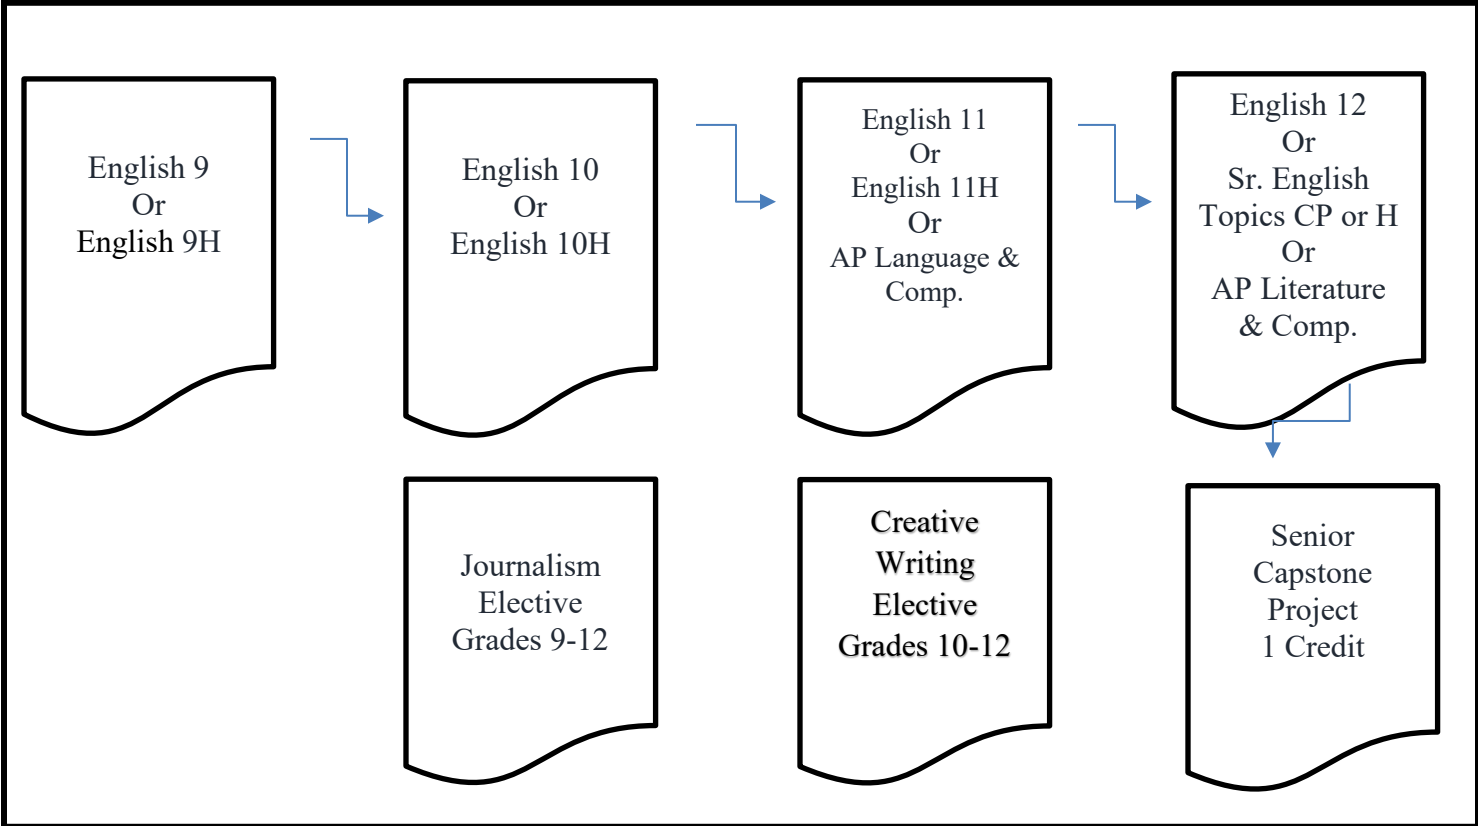 English 9
Or
English 9H
English 10
Or
English 10H
English 11
Or
English 11H
Or
AP Language &
Comp.
English 12
Or
Sr. English
Topics CP or H
Or
AP Literature
& Comp.
Journalism
Elective
Grades 9-12
Creative
Writing
Elective
Grades 10-12
Senior
Capstone
Project
1 Credit